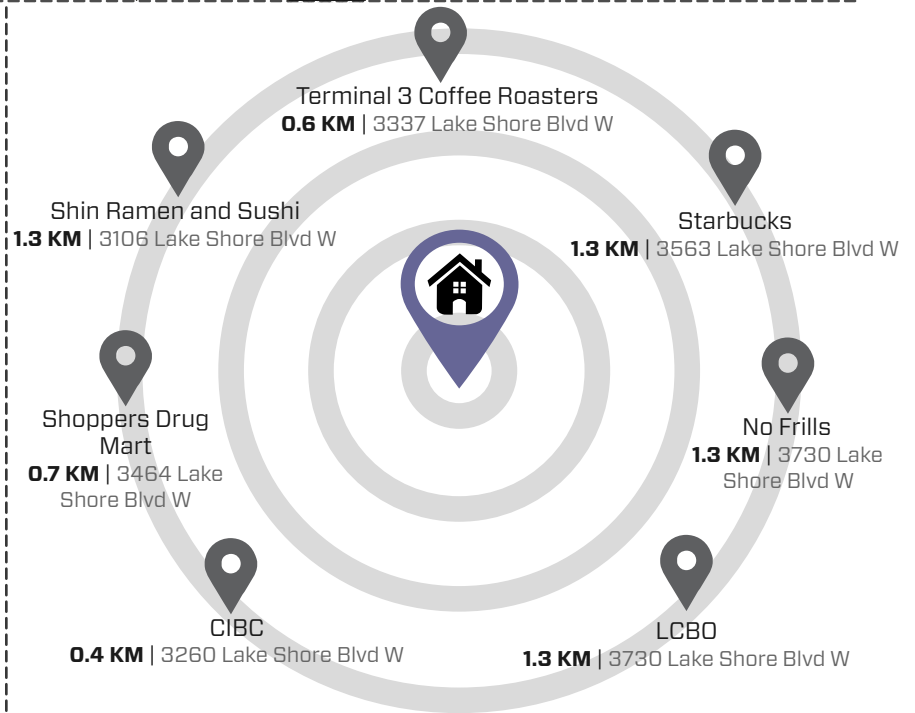 Terminal 3 Coffee Roasters
0.6 KM | 3337 Lake Shore Blvd W
Shin Ramen and Sushi
1.3 KM | 3106 Lake Shore Blvd W
Starbucks
1.3 KM | 3563 Lake Shore Blvd W
Shoppers Drug
Mart
0.7 KM | 3464 Lake
Shore Blvd W
No Frills
1.3 KM | 3730 Lake
Shore Blvd W
CIBC
0.4 KM | 3260 Lake Shore Blvd W
LCBO
1.3 KM | 3730 Lake Shore Blvd W